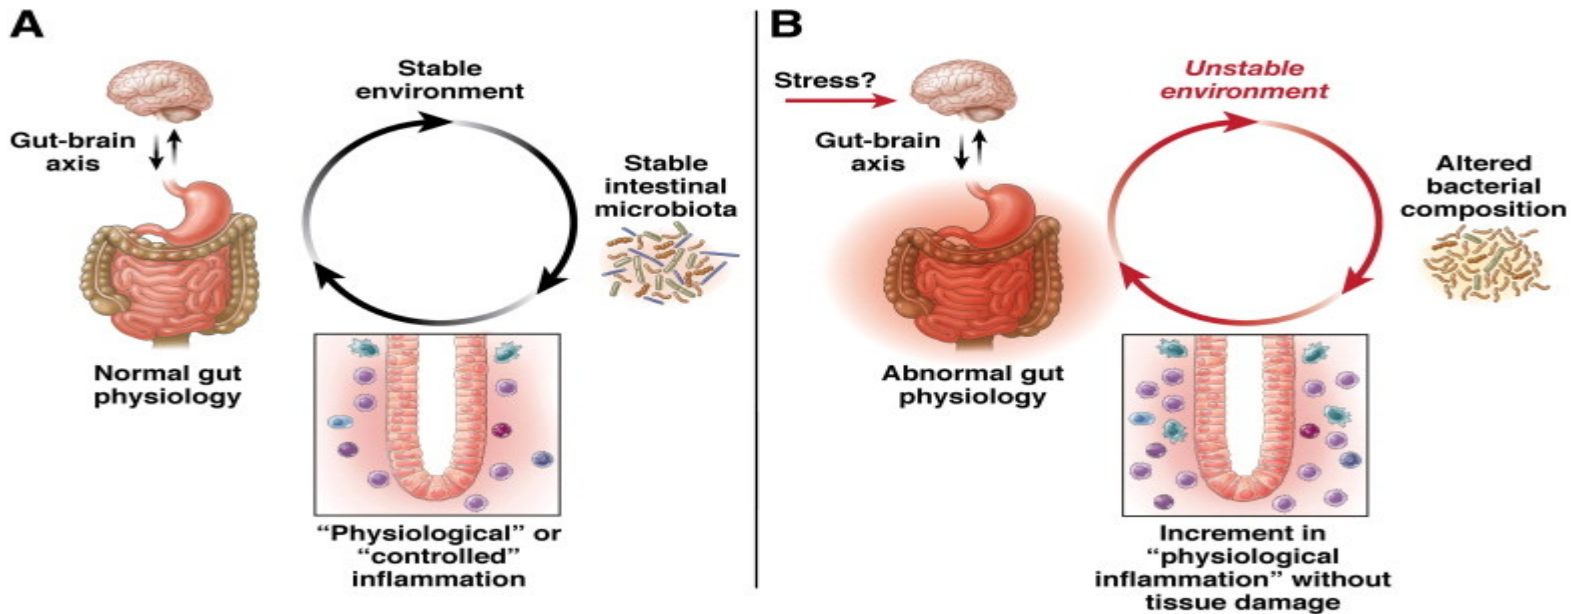 A
Stable
environment
Gut-brain
axis
Stable
intestinal
microbiota
Normal gut
physiology
“Physiological” or
“controlled”
inflammation
B
Stress?
Unstable
environment
Gut-brain
axis
Altered
bacterial
composition
Abnormal gut
physiology
Increment in
“physiological
inflammation” without
tissue damage